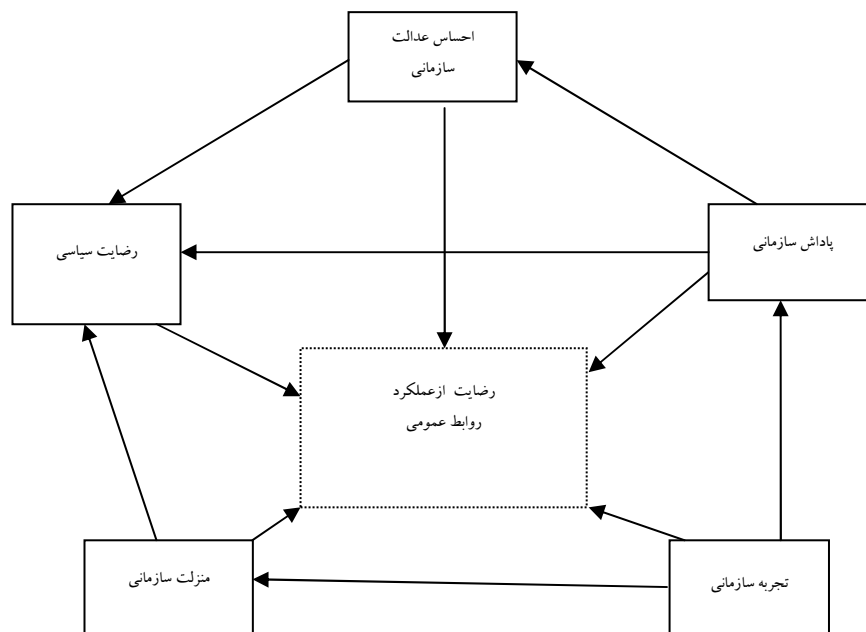 احساس عدالت
سازمانی
پاداش سازمانی
رضایت سیاسی
رضایت ازعملکرد
روابط عمومی
تجربه سازمانی
منزلت سازمانی